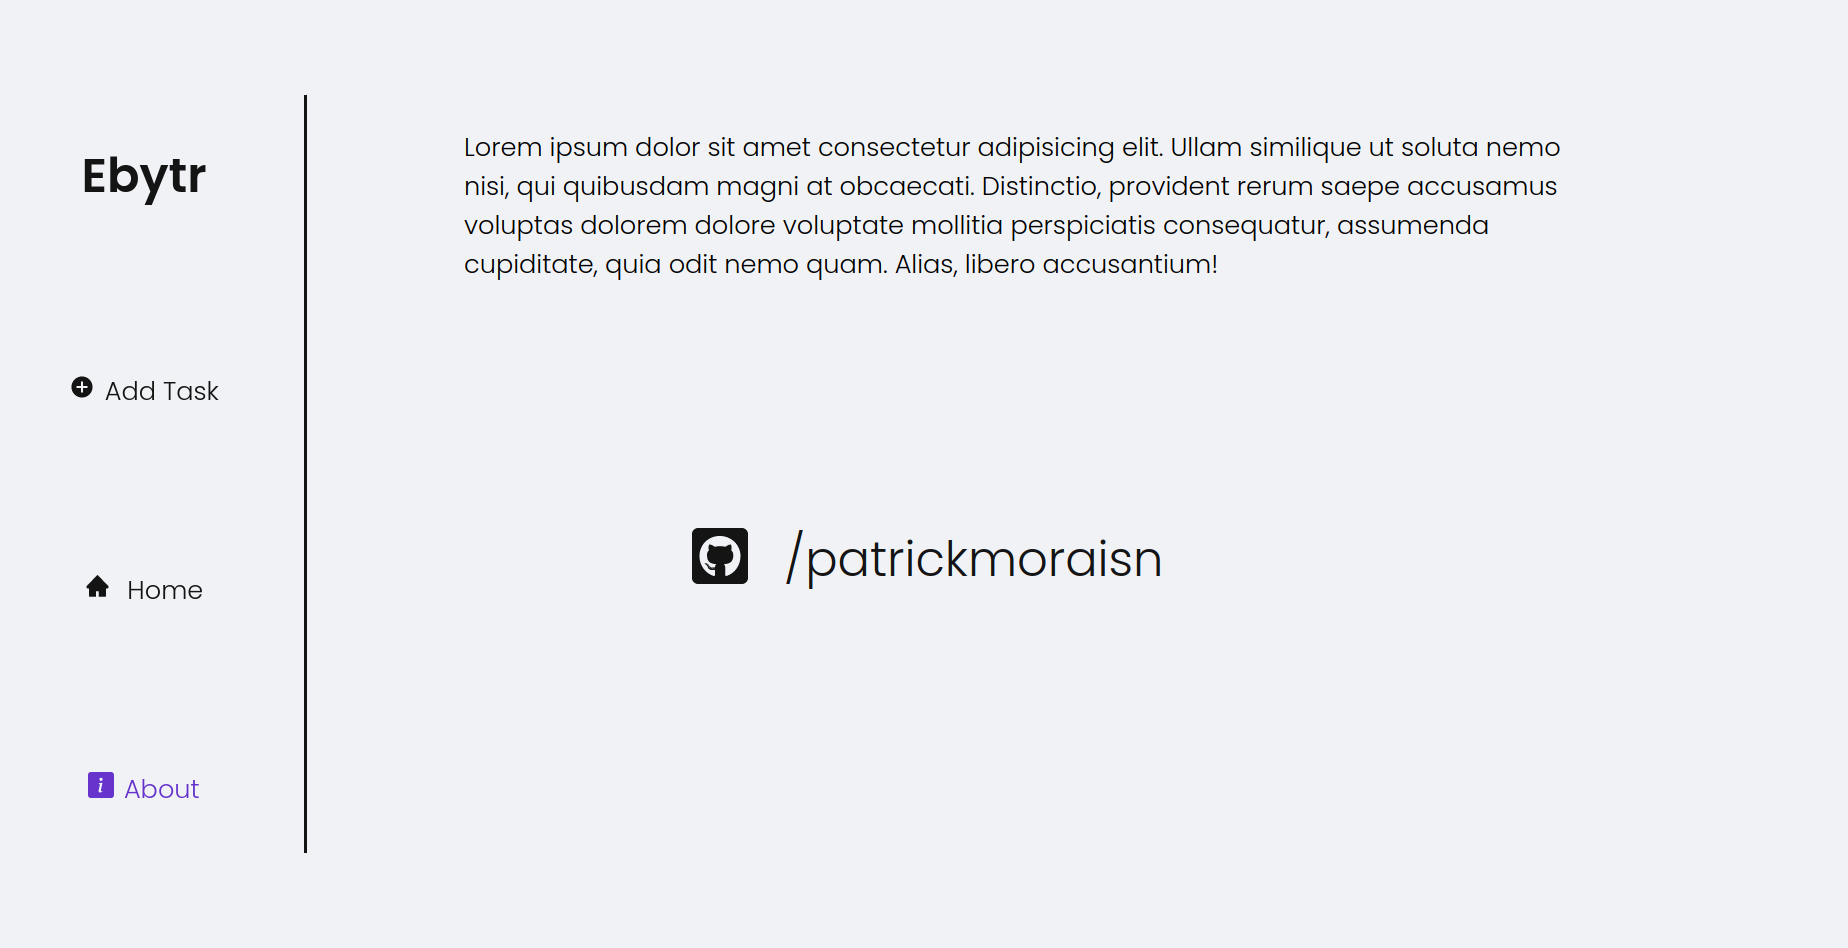 Ebytr
Add Task
Home
About
Lorem ipsum dolor sit amet consectetur adipisicing elit. Ullam similique ut soluta nemo
nisi, qui quibusdam magni at obcaecati. Distinctio, provident rerum saepe accusamus
voluptas dolorem dolore voluptate mollitia perspiciatis consequatur, assumenda
cupiditate, quia odit nemo quam. Alias, libero accusantium!
/patrickmoraisn